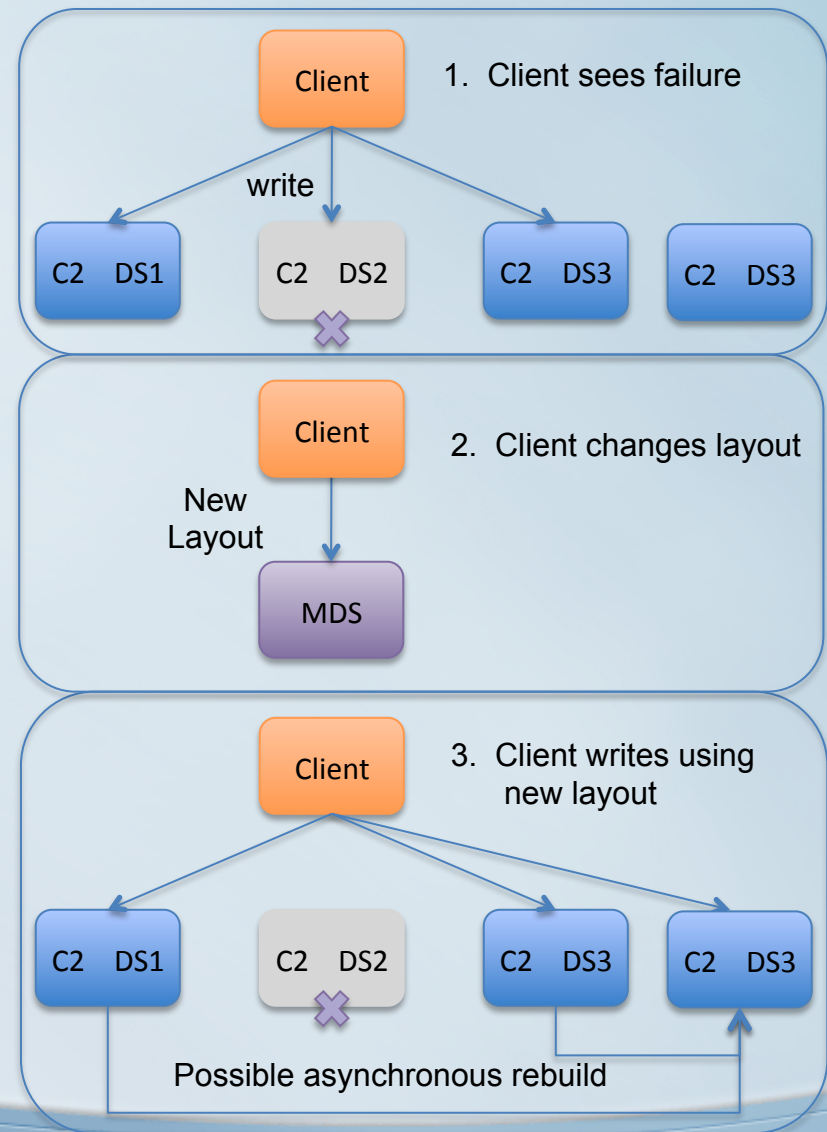 Client
1. Client sees failure
write
C2 DS1
C2 DS2
C2 DS3
C2 DS3
Client
2. Client changes layout
New
Layout
MDS
Client
3. Client writes using
new layout
C2 DS1
C2 DS2
C2 DS3
C2 DS3
Possible asynchronous rebuild